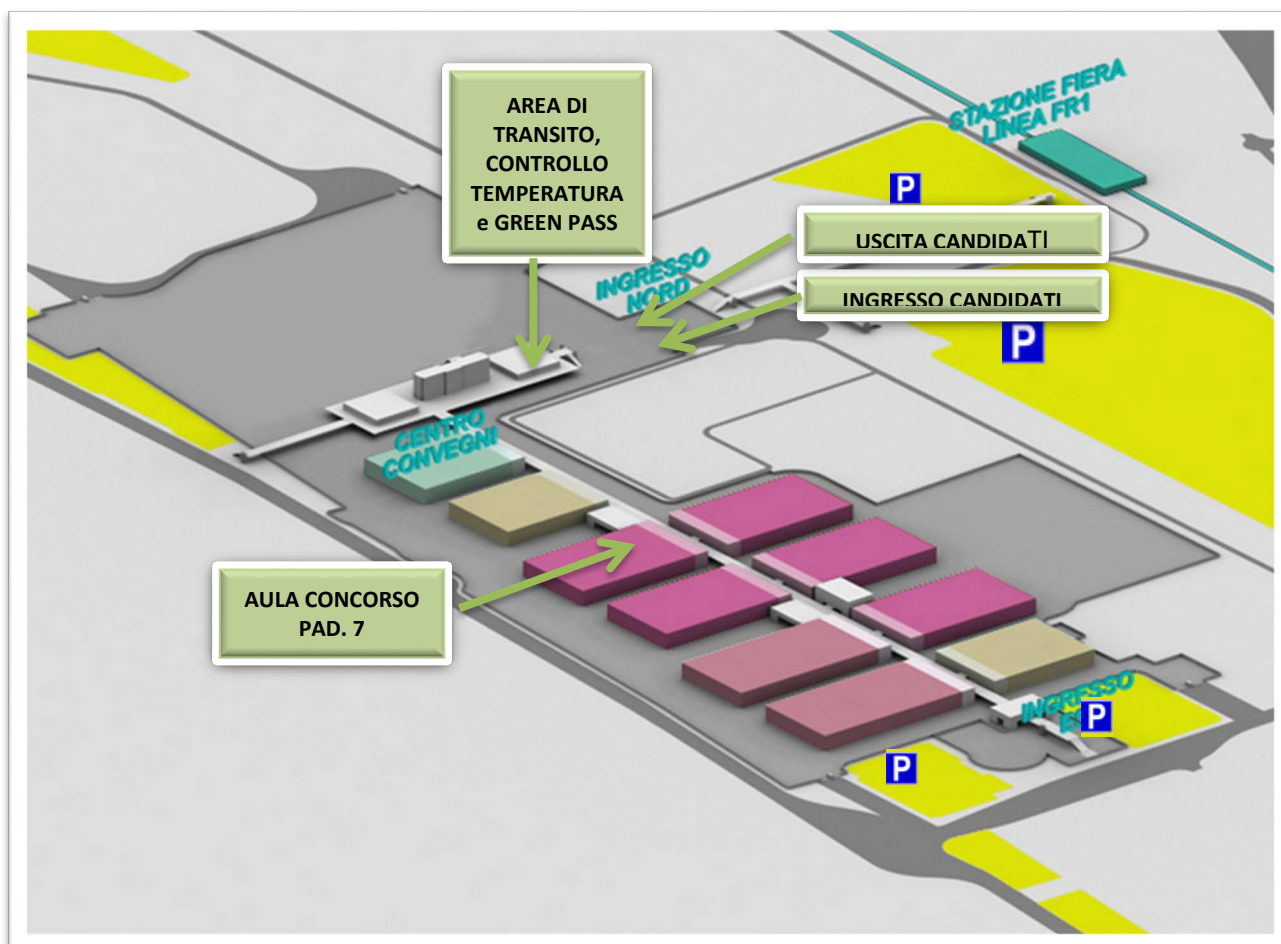 AREA DI
TRANSITO,
CONTROLLO
TEMPERATURA
e GREEN PASS
STAZIONE FIERA
LINEA FR1
P
USCITA CANDIDATI
INGRESSO
NORD
INGRESSO CANDIDATI
P
CENTRO
CONVEGNI
AULA CONCORSO
PAD. 7
INGRESSO
P
P